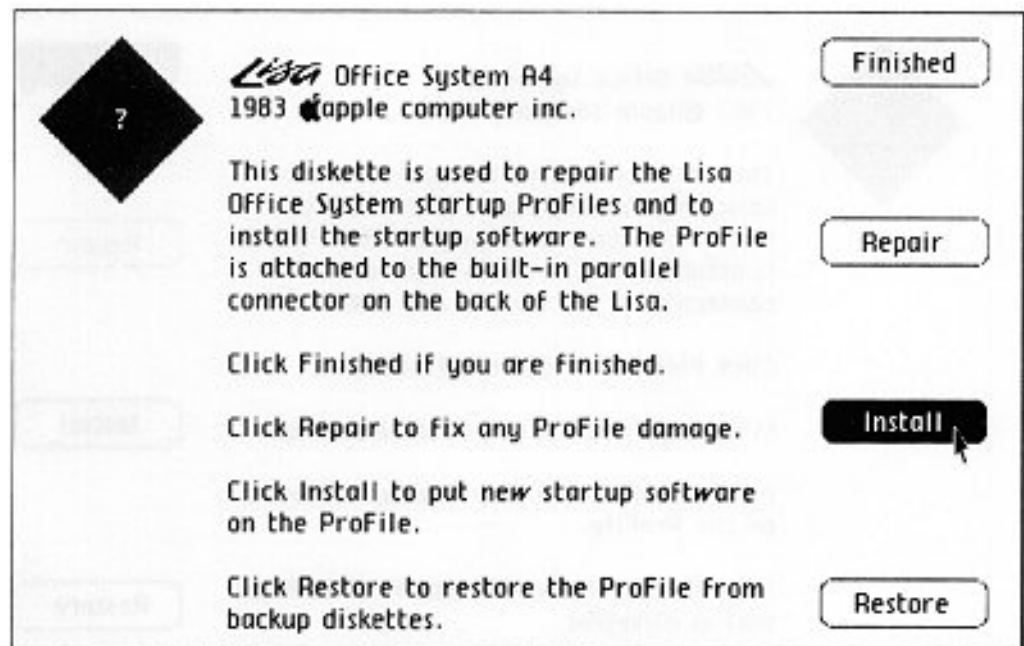 ?
Lisa Office System A4
1983 apple computer inc.
This diskette is used to repair the Lisa
Office System startup ProFiles and to
install the startup software. The ProFile
is attached to the built-in parallel
connector on the back of the Lisa.
Click Finished if you are finished.
Click Repair to fix any ProFile damage.
Click Install to put new startup software
on the ProFile.
Click Restore to restore the ProFile from
backup diskettes.
Finished
Repair
Install
Restore